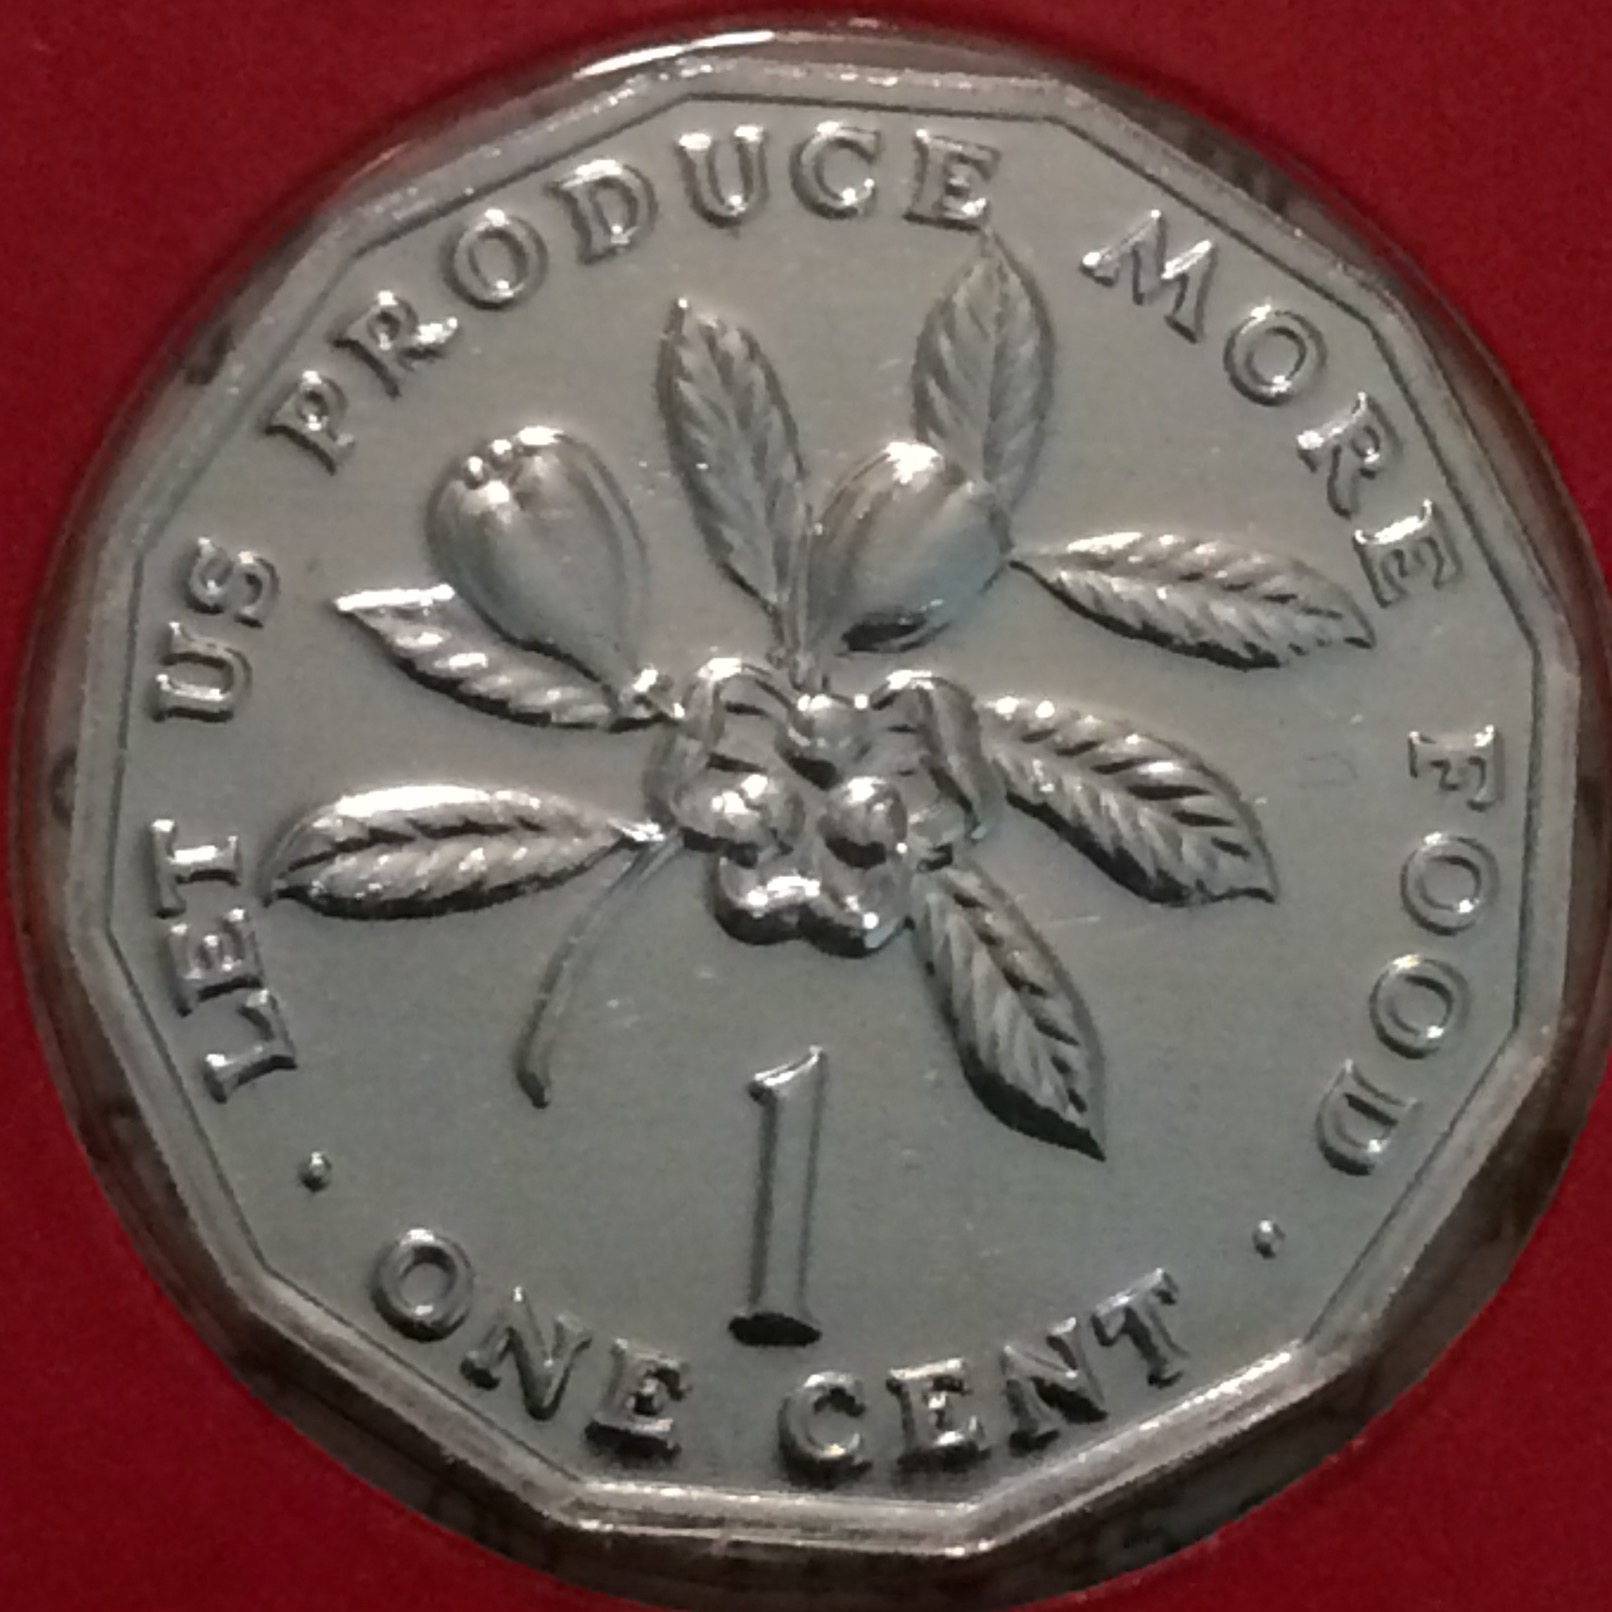 LET US PRODUCE MORE FOOD
1
· ONE CENT ·